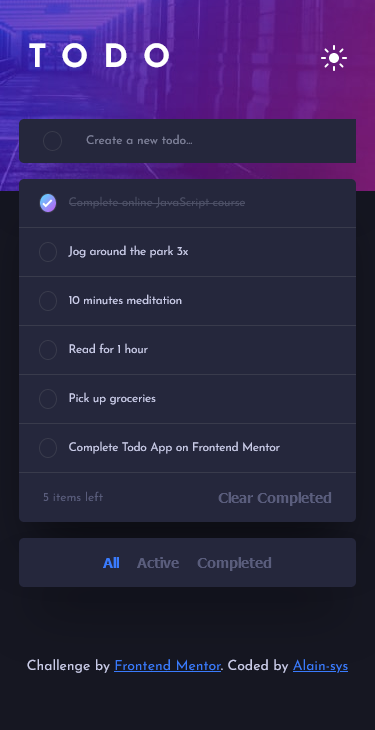 TODO
Create a new todo...
Complete online JavaScript course
Jog around the park 3x
10 minutes meditation
Read for 1 hour
Pick up groceries
Complete Todo App on Frontend Mentor
5 items left Clear Completed
All Active Completed
Challenge by Frontend Mentor. Coded by Alain-sys